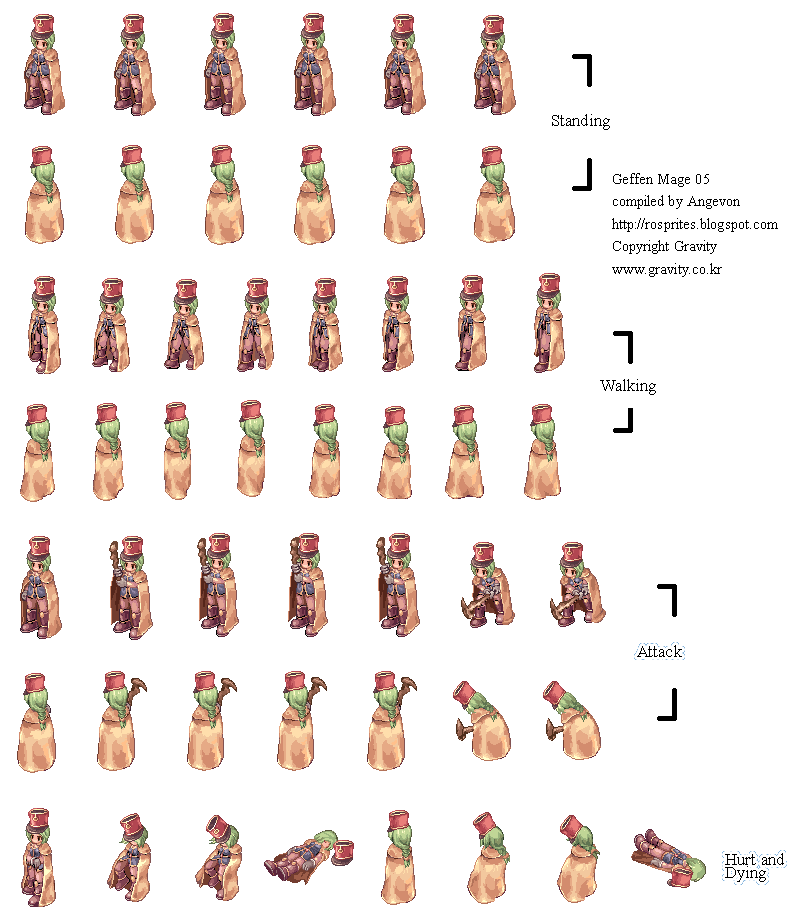 Standing
Geffen Mage 05
compiled by Angevon
http://rosprites.blogspot.com
Copyright Gravity
www.gravity.co.kr
Walking
Attack
Hurt and
Dying